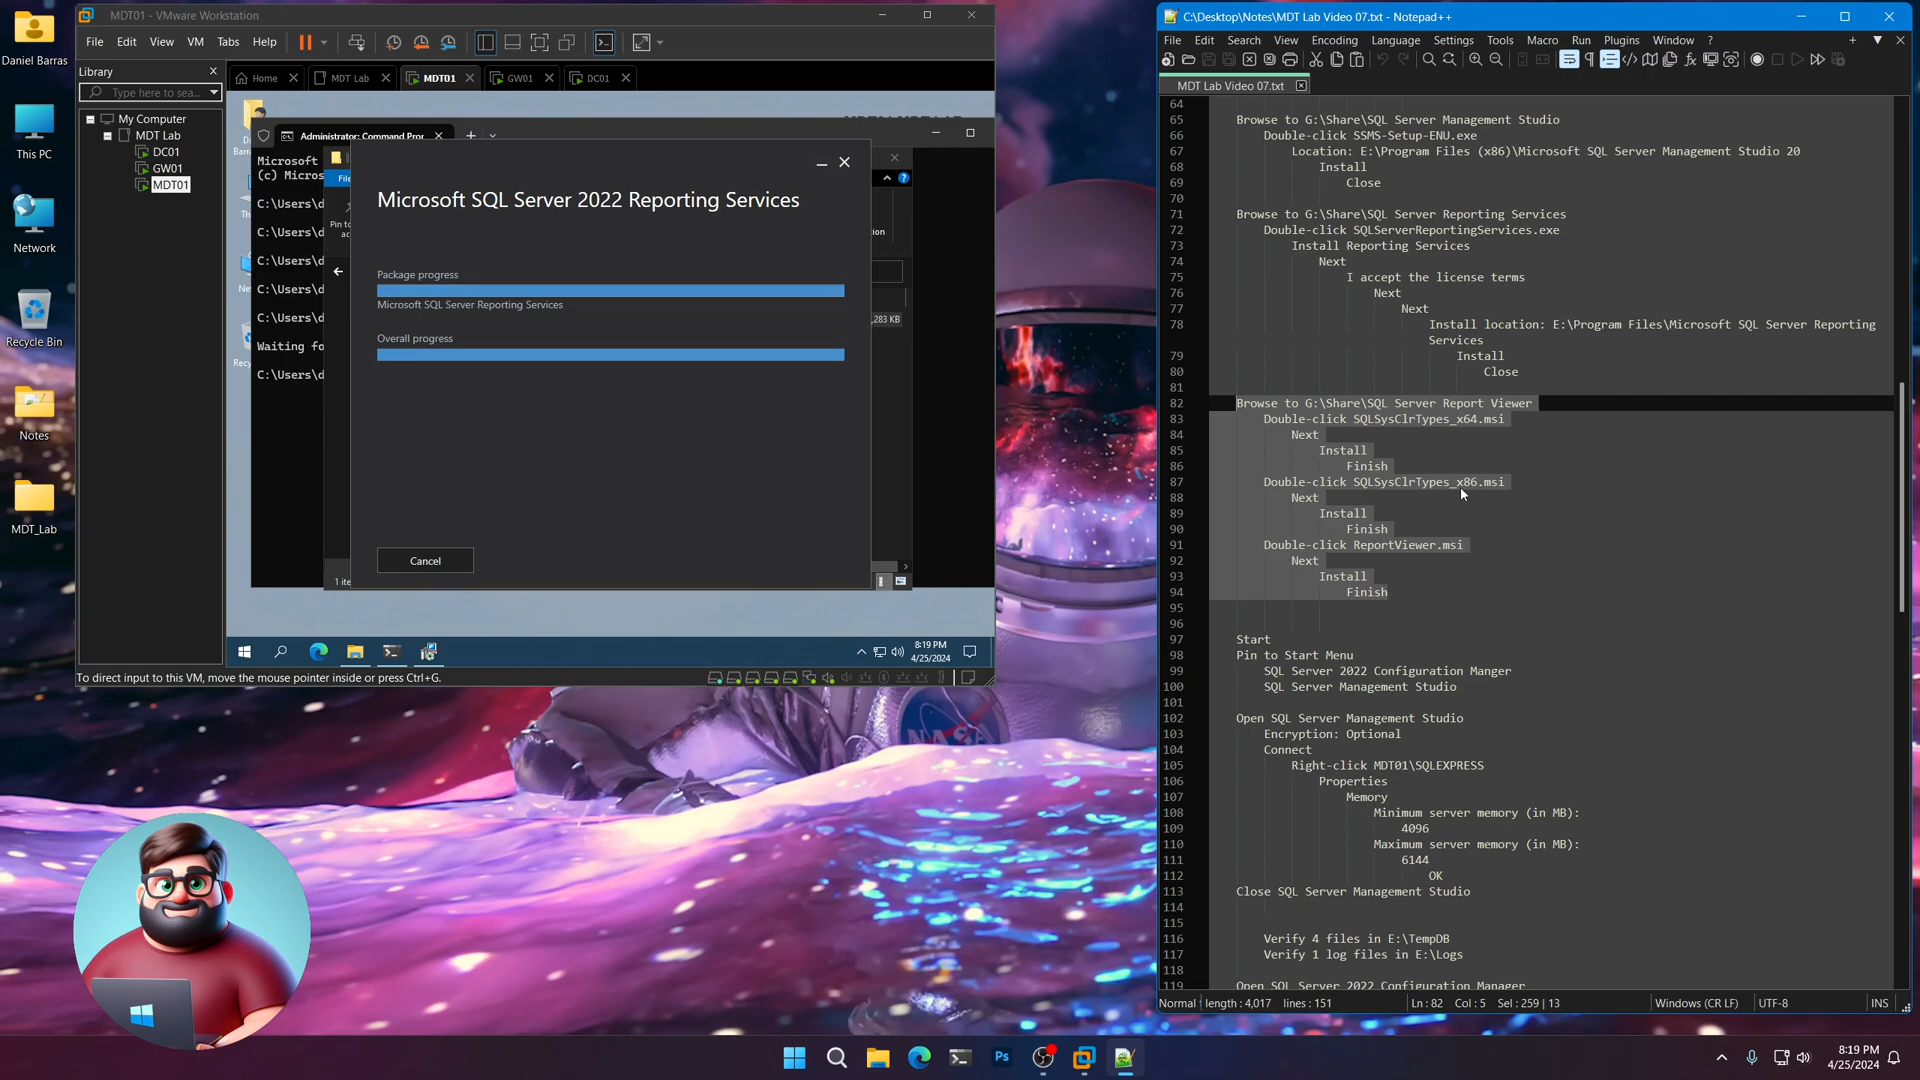 Daniel Barras
This PC
Network
Recycle Bin
Notes
MDT_Lab
MDT01 - VMware Workstation
File Edit View VM Tabs Help
Library
Type here to sea...
My Computer
MDT Lab
DC01
GW01
MDT01
Home
MDT Lab
MDT01
GW01
DC01
Administrator: Command Pror
Microsoft
(c) Micros
C:\Users\d
C:\Users\d
C:\Users\d
C:\Users\d
C:\Users\d
Waiting fo
C:\Users\d
File
Pin to
ac
1 ite
,283 KB
Microsoft SQL Server 2022 Reporting Services
Package progress
Microsoft SQL Server Reporting Services
Overall progress
Cancel
8:19 PM
4/25/2024
To direct input to this VM, move the mouse pointer inside or press Ctrl+G.
C:\Desktop\Notes\MDT Lab Video 07.txt - Notepad++
File Edit Search View Encoding Language Settings Tools Macro Run Plugins Window ?
MDT Lab Video 07.txt
64
65 Browse to G:\Share\SQL Server Management Studio
66 Double-click SSMS-Setup-ENU.exe
67 Location: E:\Program Files (x86)\Microsoft SQL Server Management Studio 20
68 Install
69 Close
70
71 Browse to G:\Share\SQL Server Reporting Services
72 Double-click SQLServerReportingServices.exe
73 Install Reporting Services
74 Next
75 I accept the license terms
76 Next
77 Next
78 Install location: E:\Program Files\Microsoft SQL Server Reporting
Services
79 Install
80 Close
81
82 Browse to G:\Share\SQL Server Report Viewer
83 Double-click SQLSysClrTypes_x64.msi
84 Next
85 Install
86 Finish
87 Double-click SQLSysClrTypes_x86.msi
88 Next
89 Install
90 Finish
91 Double-click ReportViewer.msi
92 Next
93 Install
94 Finish
95
96
97 Start
98 Pin to Start Menu
99 SQL Server 2022 Configuration Manger
100 SQL Server Management Studio
101
102 Open SQL Server Management Studio
103 Encryption: Optional
104 Connect
105 Right-click MDT01\SQLEXPRESS
106 Properties
107 Memory
108 Minimum server memory (in MB):
109 4096
110 Maximum server memory (in MB):
111 6144
112 OK
113 Close SQL Server Management Studio
114
115
116 Verify 4 files in E:\TempDB
117 Verify 1 log files in E:\Logs
118
119 Open SQL Server 2022 Configuration Manager
Normal length : 4,017 lines : 151 Ln : 82 Col : 5 Sel : 259 | 13 Windows (CR LF) UTF-8 INS
NASA
Ps
8:19 PM
4/25/2024